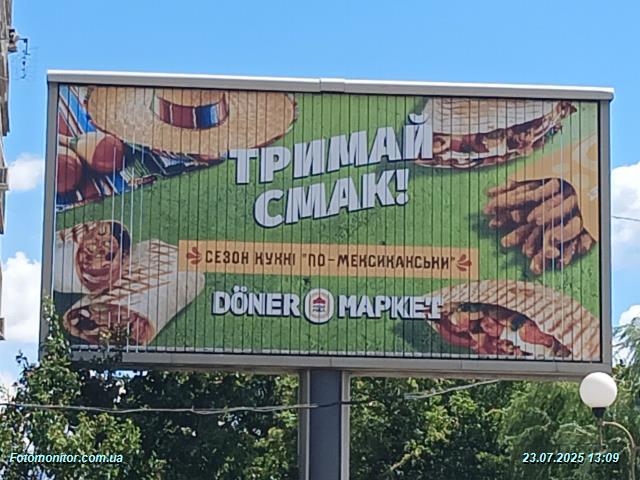 ТРИМАЙ
СМАК!
СЕЗОН КУХНІ "ПО-МЕКСИКАНСЬКИ"
DÖNER МАРКЕТ
Fotomonitor.com.ua
23.07.2025 13:09